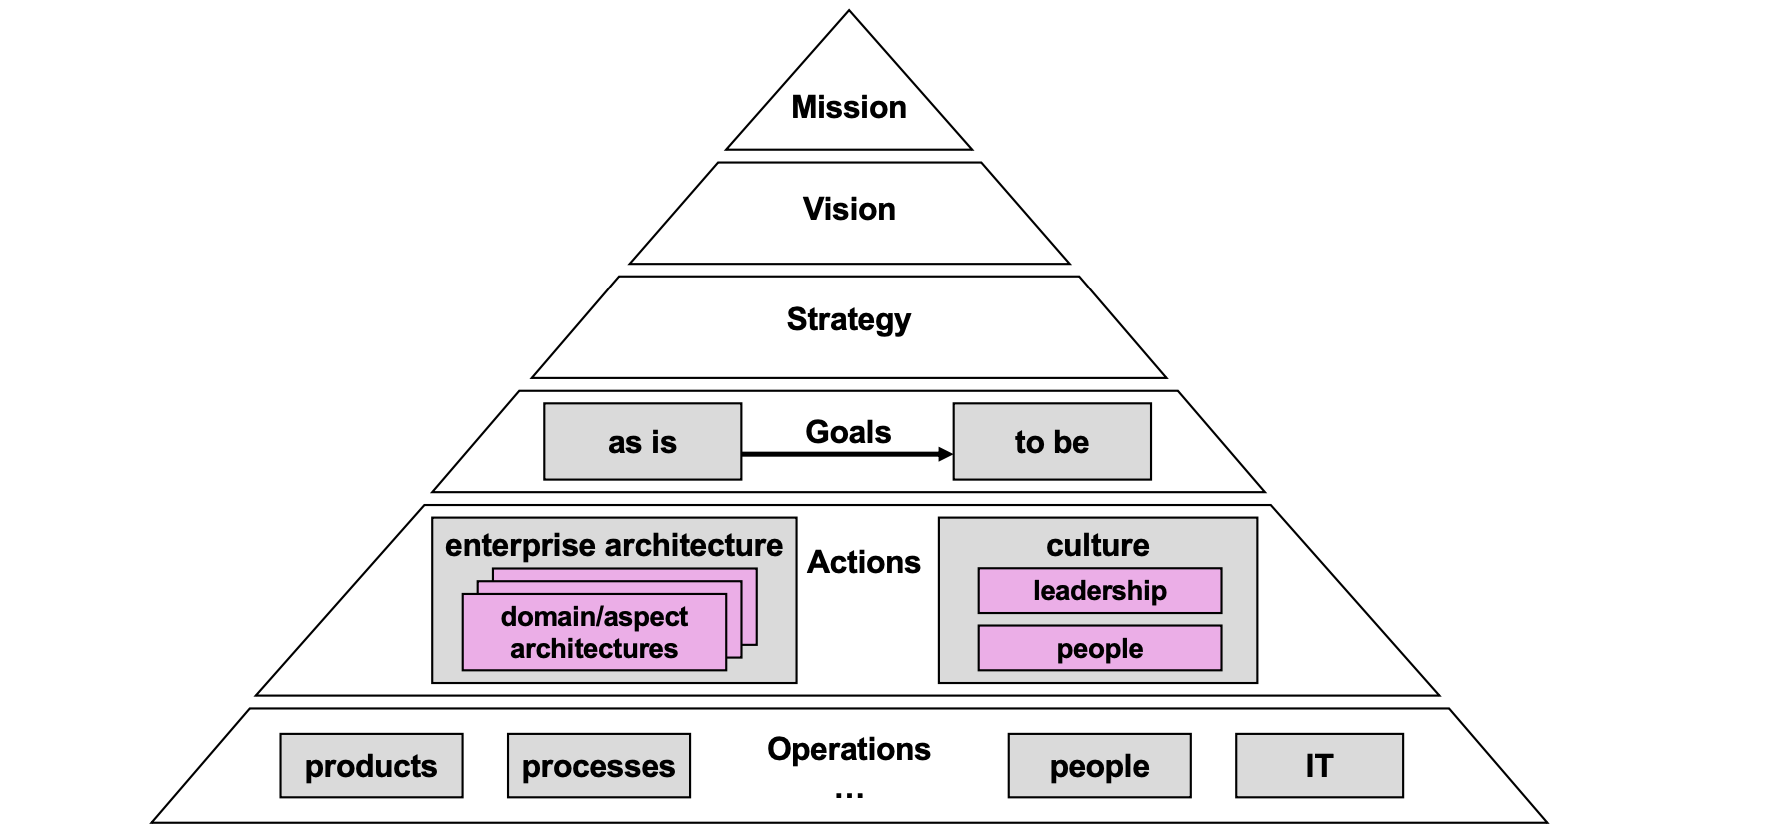 Mission
Vision
Strategy
as is
Goals
to be
enterprise architecture
domain/aspect
architectures
Actions
culture
leadership
people
products
processes
Operations
...
people
IT